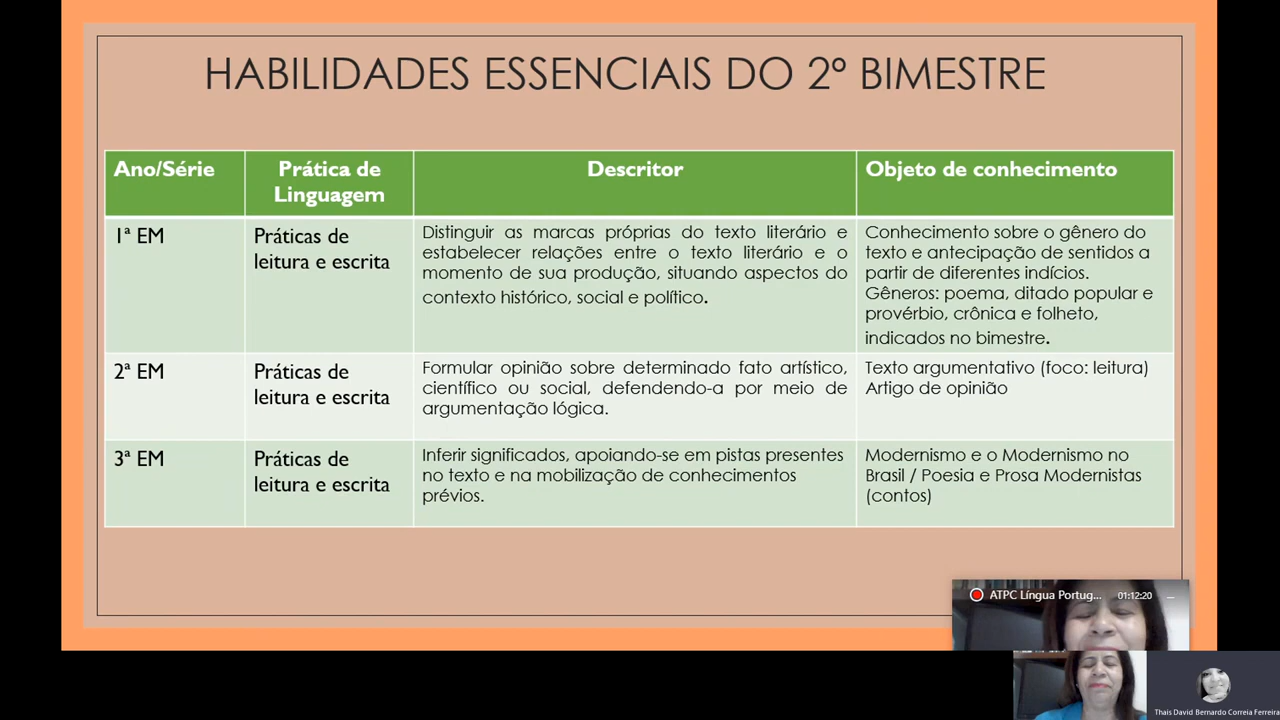 HABILIDADES ESSENCIAIS DO 2º BIMESTRE
Ano/Série
Prática de
Linguagem
Descritor
Objeto de conhecimento
1ª EM
Práticas de
leitura e escrita
Distinguir as marcas próprias do texto literário e
estabelecer relações entre o texto literário e o
momento de sua produção, situando aspectos do
contexto histórico, social e político.
Conhecimento sobre o gênero do
texto e antecipação de sentidos a
partir de diferentes indícios.
Gêneros: poema, ditado popular e
provérbio, crônica e folheto,
indicados no bimestre.
2ª EM
Práticas de
leitura e escrita
Formular opinião sobre determinado fato artístico,
científico ou social, defendendo-a por meio de
argumentação lógica.
Texto argumentativo (foco: leitura)
Artigo de opinião
3ª EM
Práticas de
leitura e escrita
Inferir significados, apoiando-se em pistas presentes
no texto e na mobilização de conhecimentos
prévios.
Modernismo e o Modernismo no
Brasil / Poesia e Prosa Modernistas
(contos)
ATPC Língua Portug... 01:12:20
Thais David Bernardo Correia Ferreira